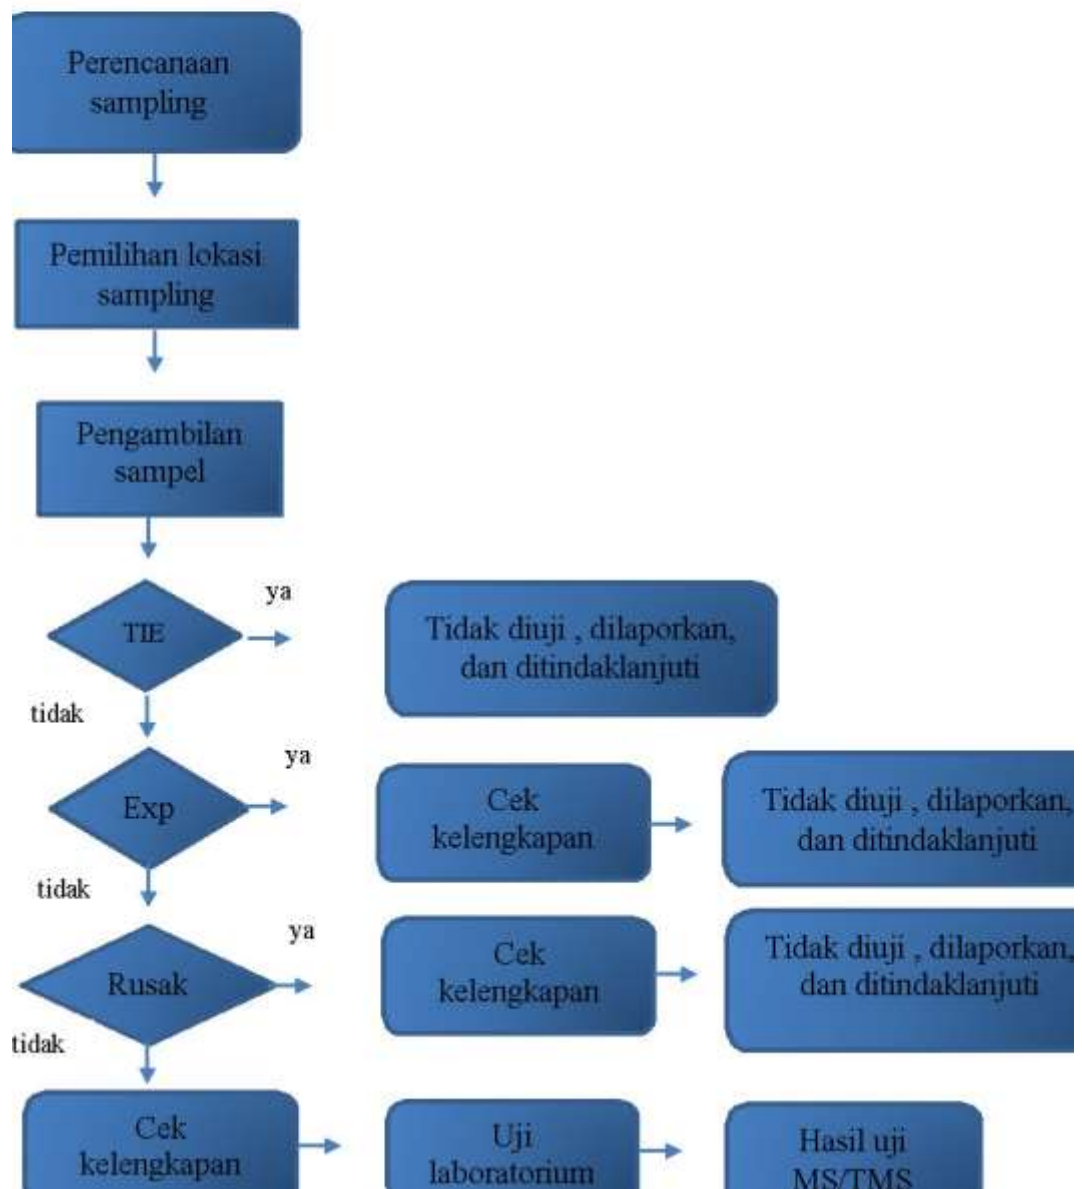 Perencanaan
sampling
Pemilihan lokasi
sampling
Pengambilan
sampel
TIE
ya
Tidak diuji , dilaporkan,
dan ditindaklanjuti
tidak
Exp
ya
Cek
kelengkapan
Tidak diuji , dilaporkan,
dan ditindaklanjuti
tidak
Rusak
ya
Cek
kelengkapan
Tidak diuji , dilaporkan,
dan ditindaklanjuti
tidak
Cek
kelengkapan
Uji
laboratorium
Hasil uji
MS/TMS